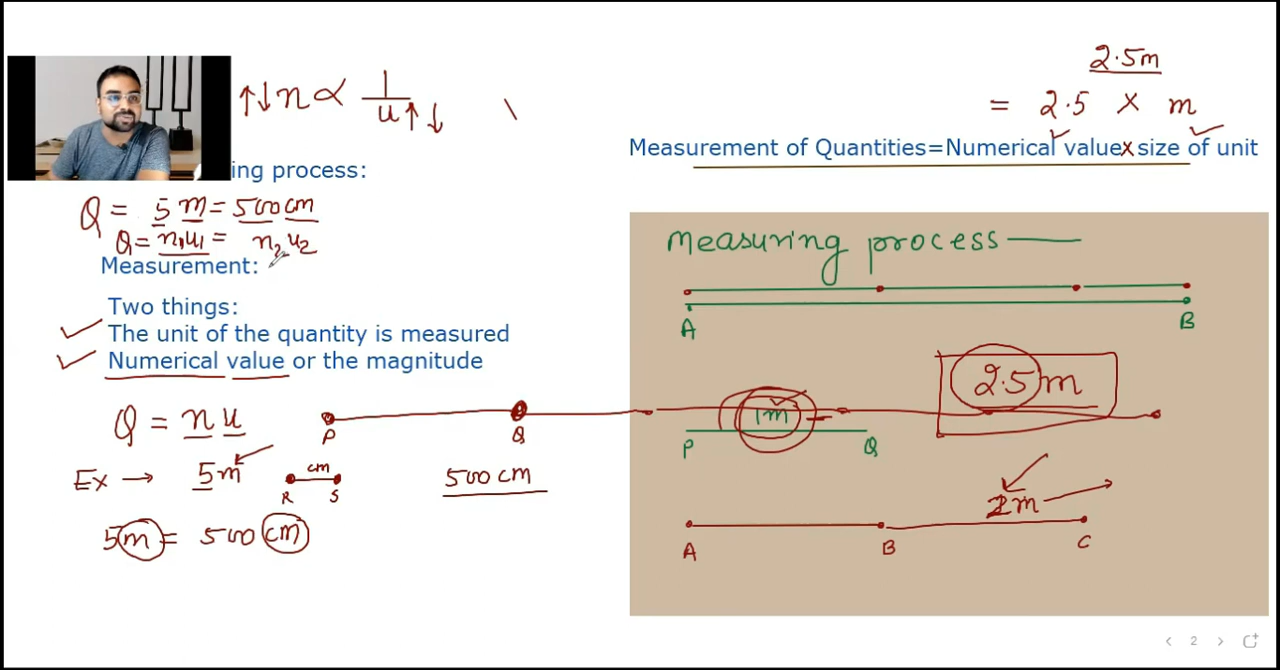 ↑↓ n ∝ 1/u ↑↓
ing process:
Q = 5 m = 500 cm
Q = n₁u₁ = n₂u₂
Measurement:
Two things:
✓ The unit of the quantity is measured
✓ Numerical value or the magnitude
Q = n u
P Q
Ex → 5m
cm
R S
500 cm
5m = 500 cm
2.5m
= 2.5 × m
Measurement of Quantities=Numerical value×size of unit
measuring process
A B
1m
P Q
2.5m
2m
A B C
2